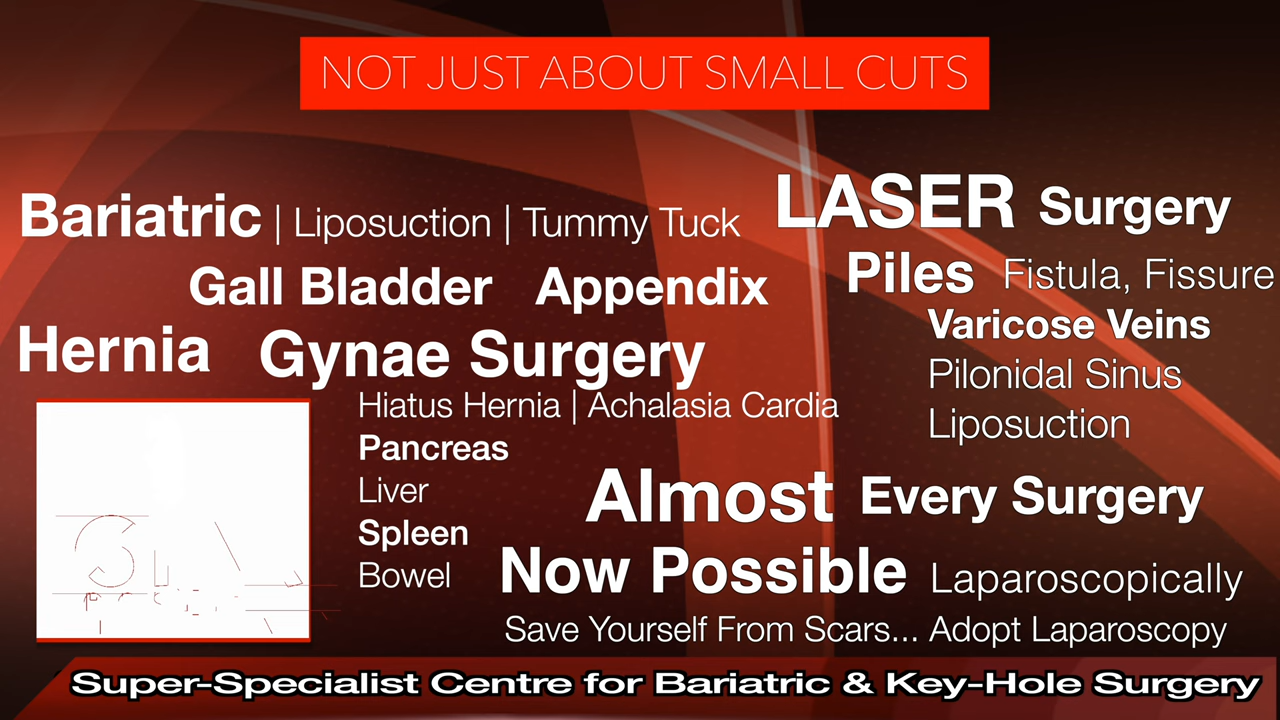 NOT JUST ABOUT SMALL CUTS
Bariatric | Liposuction | Tummy Tuck
Gall Bladder Appendix
Hernia Gynae Surgery
Hiatus Hernia | Achalasia Cardia
Pancreas
Liver
Spleen
Bowel
LASER Surgery
Piles Fistula, Fissure
Varicose Veins
Pilonidal Sinus
Liposuction
Almost Every Surgery
Now Possible Laparoscopically
Save Yourself From Scars... Adopt Laparoscopy
Super-Specialist Centre for Bariatric & Key-Hole Surgery